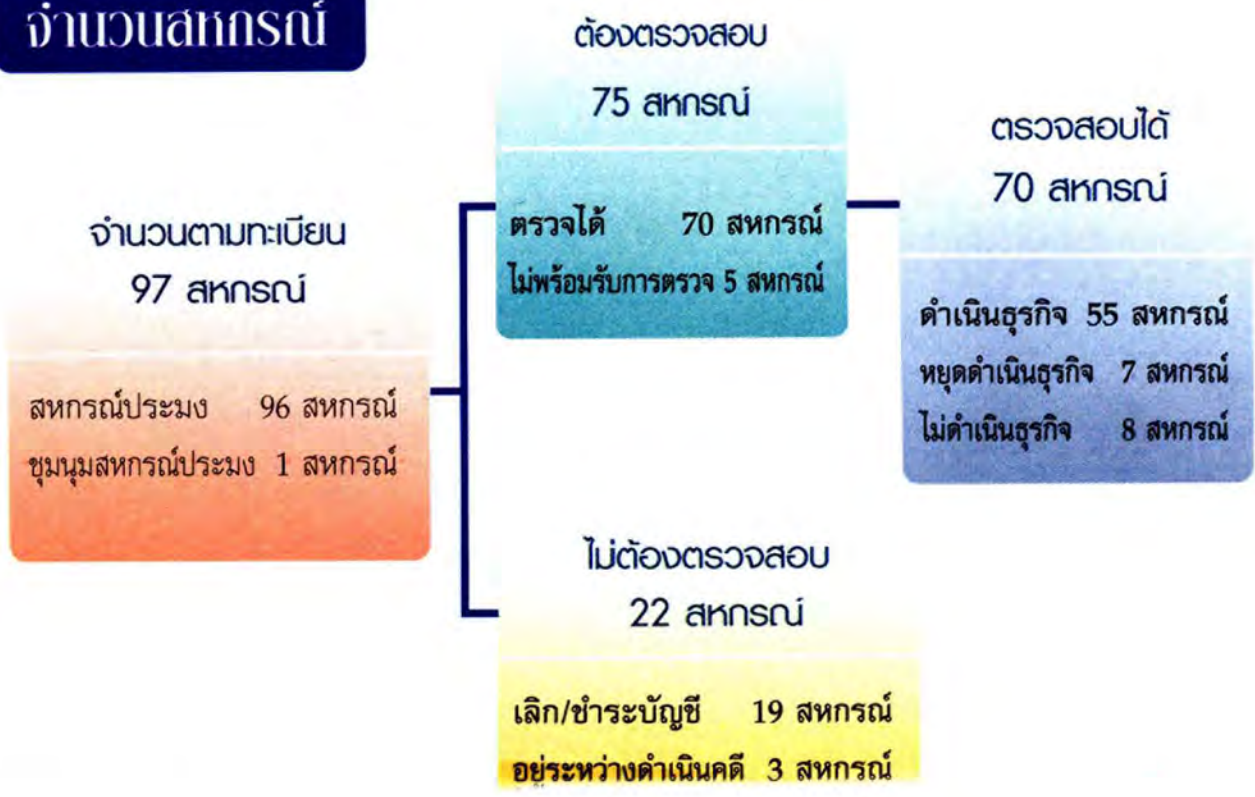 จำนวนสหกรณ์
จำนวนตามทะเบียน
97 สหกรณ์
สหกรณ์ประมง 96 สหกรณ์
ชุมนุมสหกรณ์ประมง 1 สหกรณ์
ต้องตรวจสอบ
75 สหกรณ์
ตรวจได้ 70 สหกรณ์
ไม่พร้อมรับการตรวจ 5 สหกรณ์
ตรวจสอบได้
70 สหกรณ์
ดำเนินธุรกิจ 55 สหกรณ์
หยุดดำเนินธุรกิจ 7 สหกรณ์
ไม่ดำเนินธุรกิจ 8 สหกรณ์
ไม่ต้องตรวจสอบ
22 สหกรณ์
เลิก/ชำระบัญชี 19 สหกรณ์
อยู่ระหว่างดำเนินคดี 3 สหกรณ์